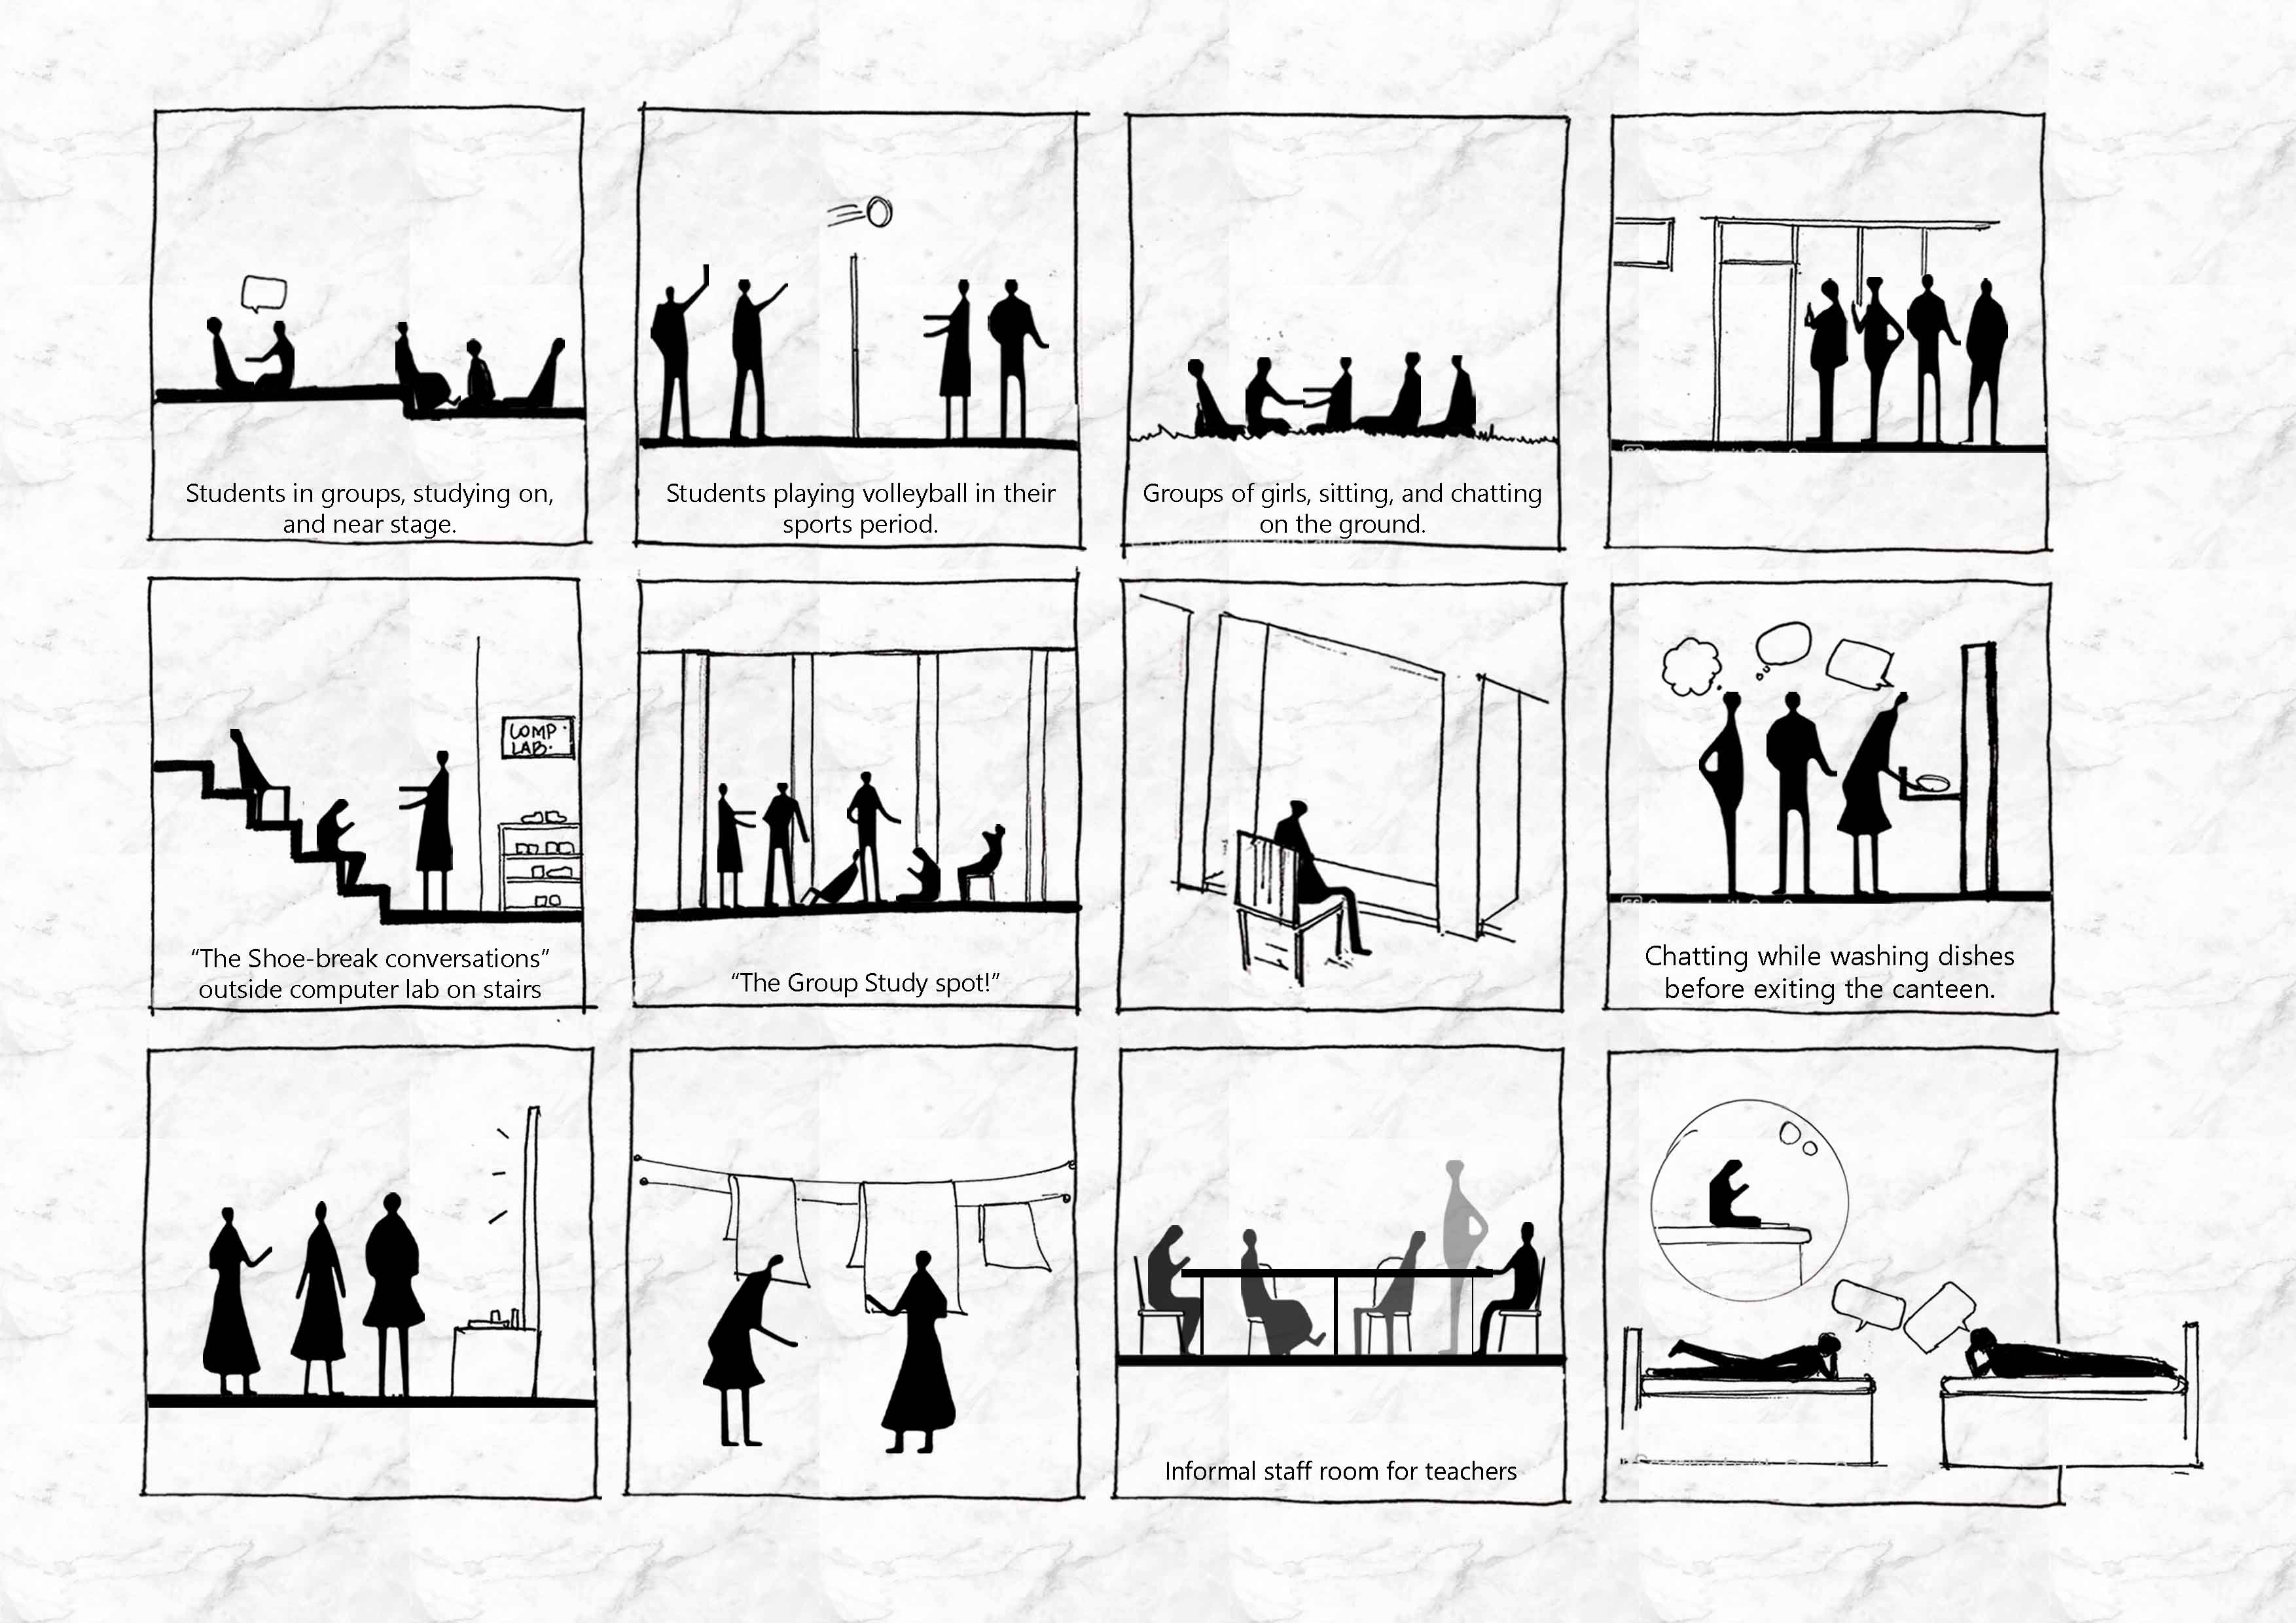 Students in groups, studying on,
and near stage.
Students playing volleyball in their
sports period.
Groups of girls, sitting, and chatting
on the ground.
COMP.
LAB.
“The Shoe-break conversations”
outside computer lab on stairs
“The Group Study spot!”
Chatting while washing dishes
before exiting the canteen.
Informal staff room for teachers